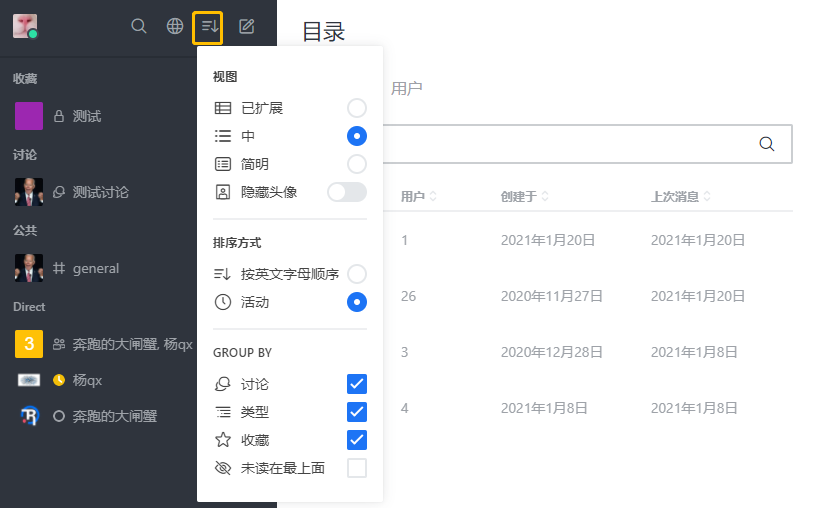 目录
收藏
视图
用户
已扩展
测试
中
讨论
简明
测试讨论
隐藏头像
用户
创建于
上次消息
公共
排序方式
1
2021年1月20日
2021年1月20日
general
按英文字母顺序
活动
26
2020年11月27日
2021年1月20日
Direct
3
奔跑的大闸蟹, 杨qx
GROUP BY
3
2020年12月28日
2021年1月8日
杨qx
讨论
类型
4
2021年1月8日
2021年1月8日
奔跑的大闸蟹
收藏
未读在最上面